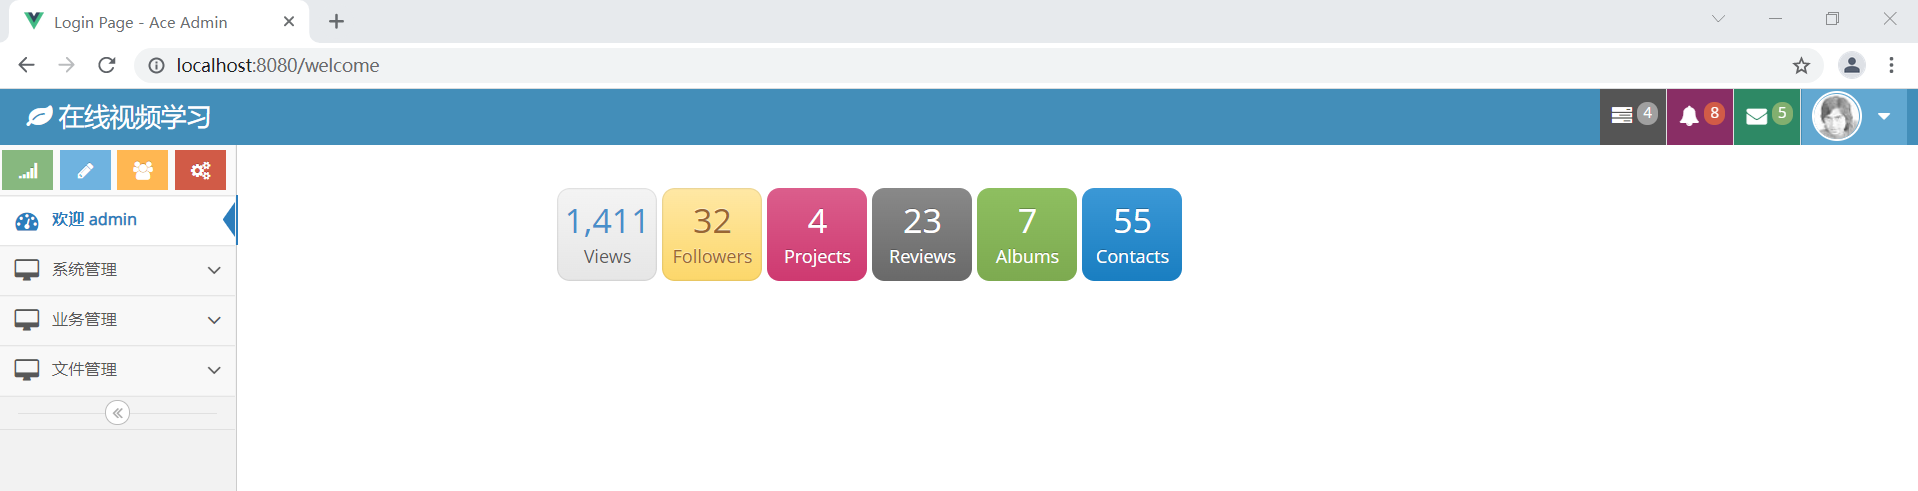 Login Page - Ace Admin
localhost:8080/welcome
在线视频学习
4
8
5
欢迎 admin
系统管理
业务管理
文件管理
1,411
Views
32
Followers
4
Projects
23
Reviews
7
Albums
55
Contacts